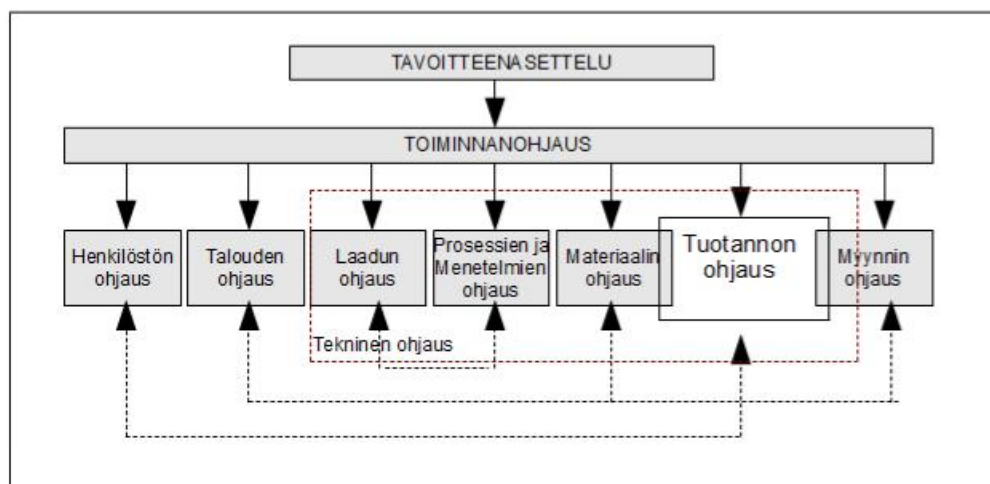 TAVOITTEENASETTELU
TOIMINNANOHJAUS
Henkilöstön
ohjaus
Talouden
ohjaus
Laadun
ohjaus
Prosessien ja
Menetelmien
ohjaus
Materiaalin
ohjaus
Tuotannon
ohjaus
Myynnin
ohjaus
Tekninen ohjaus